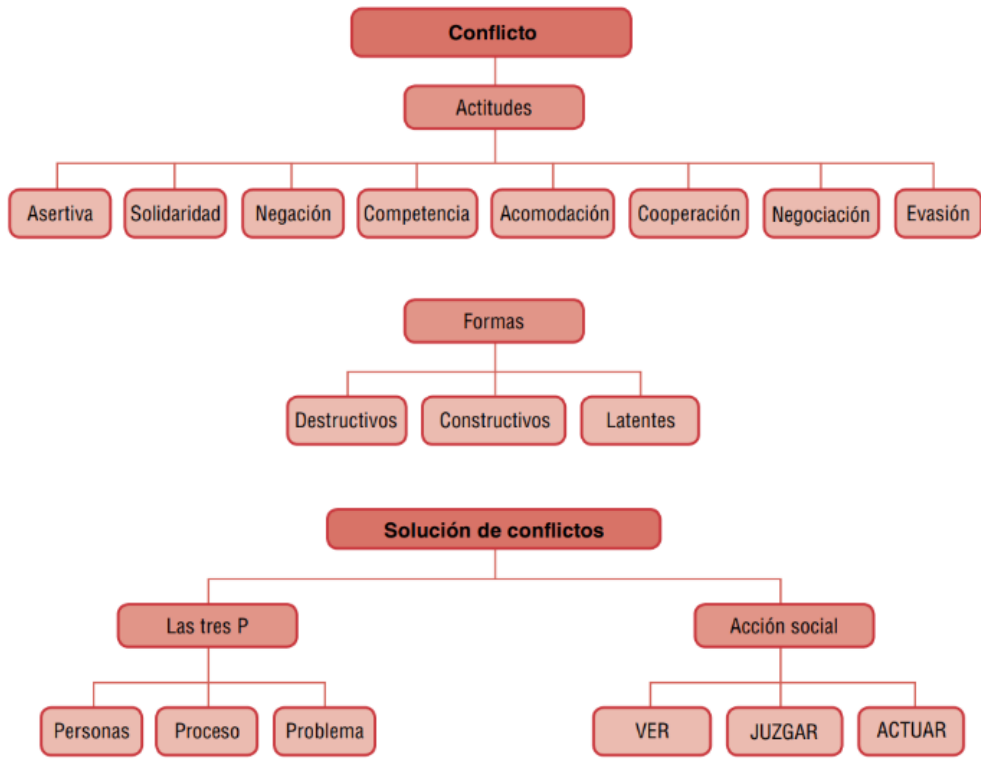 Conflicto
Actitudes
Asertiva
Solidaridad
Negación
Competencia
Acomodación
Cooperación
Negociación
Evasión
Formas
Destructivos
Constructivos
Latentes
Solución de conflictos
Las tres P
Acción social
Personas
Proceso
Problema
VER
JUZGAR
ACTUAR